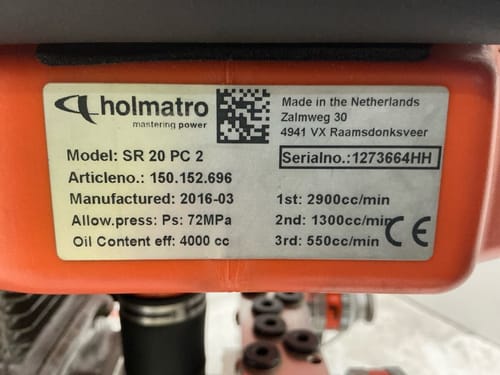 holmatro
mastering power
Made in the Netherlands
Zalmweg 30
4941 VX Raamsdonksveer
Model: SR 20 PC 2
Serialno.:1273664HH
Articleno.: 150.152.696
Manufactured: 2016-03
1st: 2900cc/min
Allow.press: Ps: 72MPa
2nd: 1300cc/min
Oil Content eff: 4000 cc
3rd: 550cc/min
CE